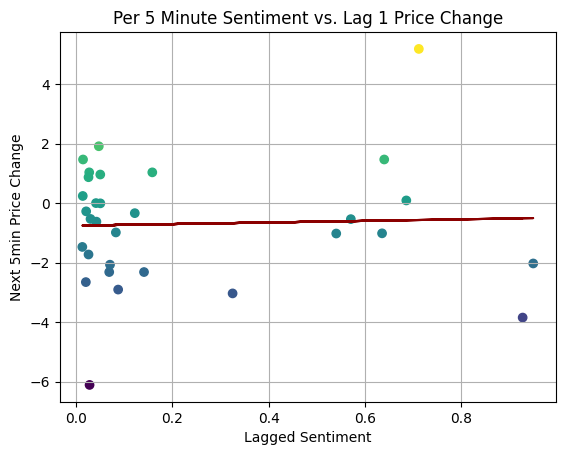 Per 5 Minute Sentiment vs. Lag 1 Price Change
Next 5min Price Change
4
2
0
−2
−4
−6
0.0 0.2 0.4 0.6 0.8
Lagged Sentiment